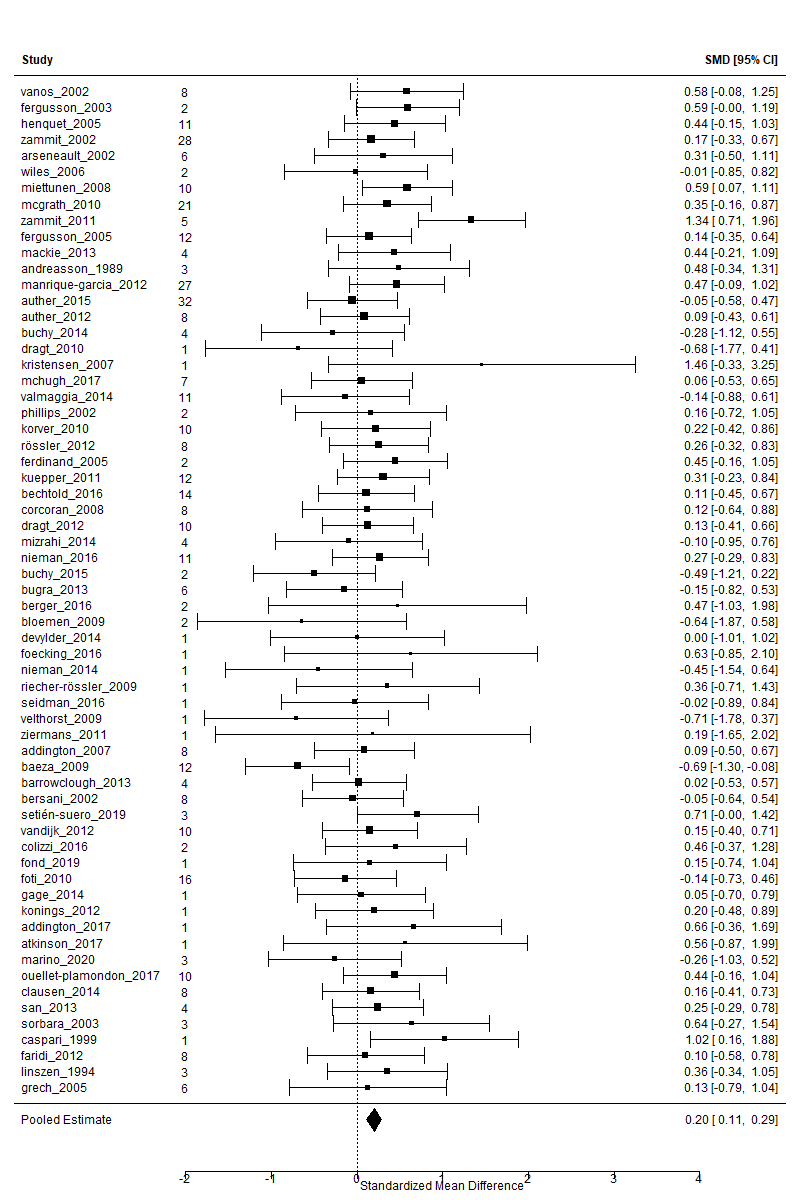 Study SMD [95% CI]
vanos_2002 8 0.58 [-0.08, 1.25]
fergusson_2003 2 0.59 [-0.00, 1.19]
henquet_2005 11 0.44 [-0.15, 1.03]
zammit_2002 28 0.17 [-0.33, 0.67]
arseneault_2002 6 0.31 [-0.50, 1.11]
wiles_2006 2 -0.01 [-0.85, 0.82]
miettunen_2008 10 0.59 [ 0.07, 1.11]
mcgrath_2010 21 0.35 [-0.16, 0.87]
zammit_2011 5 1.34 [ 0.71, 1.96]
fergusson_2005 12 0.14 [-0.35, 0.64]
mackie_2013 4 0.44 [-0.21, 1.09]
andreasson_1989 3 0.48 [-0.34, 1.31]
manrique-garcia_2012 27 0.47 [-0.09, 1.02]
auther_2015 32 -0.05 [-0.58, 0.47]
auther_2012 8 0.09 [-0.43, 0.61]
buchy_2014 4 -0.28 [-1.12, 0.55]
dragt_2010 1 -0.68 [-1.77, 0.41]
kristensen_2007 1 1.46 [-0.33, 3.25]
mchugh_2017 7 0.06 [-0.53, 0.65]
valmaggia_2014 11 -0.14 [-0.88, 0.61]
phillips_2002 2 0.16 [-0.72, 1.05]
korver_2010 10 0.22 [-0.42, 0.86]
rössler_2012 8 0.26 [-0.32, 0.83]
ferdinand_2005 2 0.45 [-0.16, 1.05]
kuepper_2011 12 0.31 [-0.23, 0.84]
bechtold_2016 14 0.11 [-0.45, 0.67]
corcoran_2008 8 0.12 [-0.64, 0.88]
dragt_2012 10 0.13 [-0.41, 0.66]
mizrahi_2014 4 -0.10 [-0.95, 0.76]
nieman_2016 11 0.27 [-0.29, 0.83]
buchy_2015 2 -0.49 [-1.21, 0.22]
bugra_2013 6 -0.15 [-0.82, 0.53]
berger_2016 2 0.47 [-1.03, 1.98]
bloemen_2009 2 -0.64 [-1.87, 0.58]
devylder_2014 1 0.00 [-1.01, 1.02]
foecking_2016 1 0.63 [-0.85, 2.10]
nieman_2014 1 -0.45 [-1.54, 0.64]
riecher-rössler_2009 1 0.36 [-0.71, 1.43]
seidman_2016 1 -0.02 [-0.89, 0.84]
velthorst_2009 1 -0.71 [-1.78, 0.37]
ziermans_2011 1 0.19 [-1.65, 2.02]
addington_2007 8 0.09 [-0.50, 0.67]
baeza_2009 12 -0.69 [-1.30, -0.08]
barrowclough_2013 4 0.02 [-0.53, 0.57]
bersani_2002 8 -0.05 [-0.64, 0.54]
setién-suero_2019 3 0.71 [-0.00, 1.42]
vandijk_2012 10 0.15 [-0.40, 0.71]
colizzi_2016 2 0.46 [-0.37, 1.28]
fond_2019 1 0.15 [-0.74, 1.04]
foti_2010 16 -0.14 [-0.73, 0.46]
gage_2014 1 0.05 [-0.70, 0.79]
konings_2012 1 0.20 [-0.48, 0.89]
addington_2017 1 0.66 [-0.36, 1.69]
atkinson_2017 1 0.56 [-0.87, 1.99]
marino_2020 3 -0.26 [-1.03, 0.52]
ouellet-plamondon_2017 10 0.44 [-0.16, 1.04]
clausen_2014 8 0.16 [-0.41, 0.73]
san_2013 4 0.25 [-0.29, 0.78]
sorbara_2003 3 0.64 [-0.27, 1.54]
caspari_1999 1 1.02 [ 0.16, 1.88]
faridi_2012 8 0.10 [-0.58, 0.78]
linszen_1994 3 0.36 [-0.34, 1.05]
grech_2005 6 0.13 [-0.79, 1.04]
Pooled Estimate 0.20 [ 0.11, 0.29]
-2 -1 0 1 2 3 4
Standardized Mean Difference